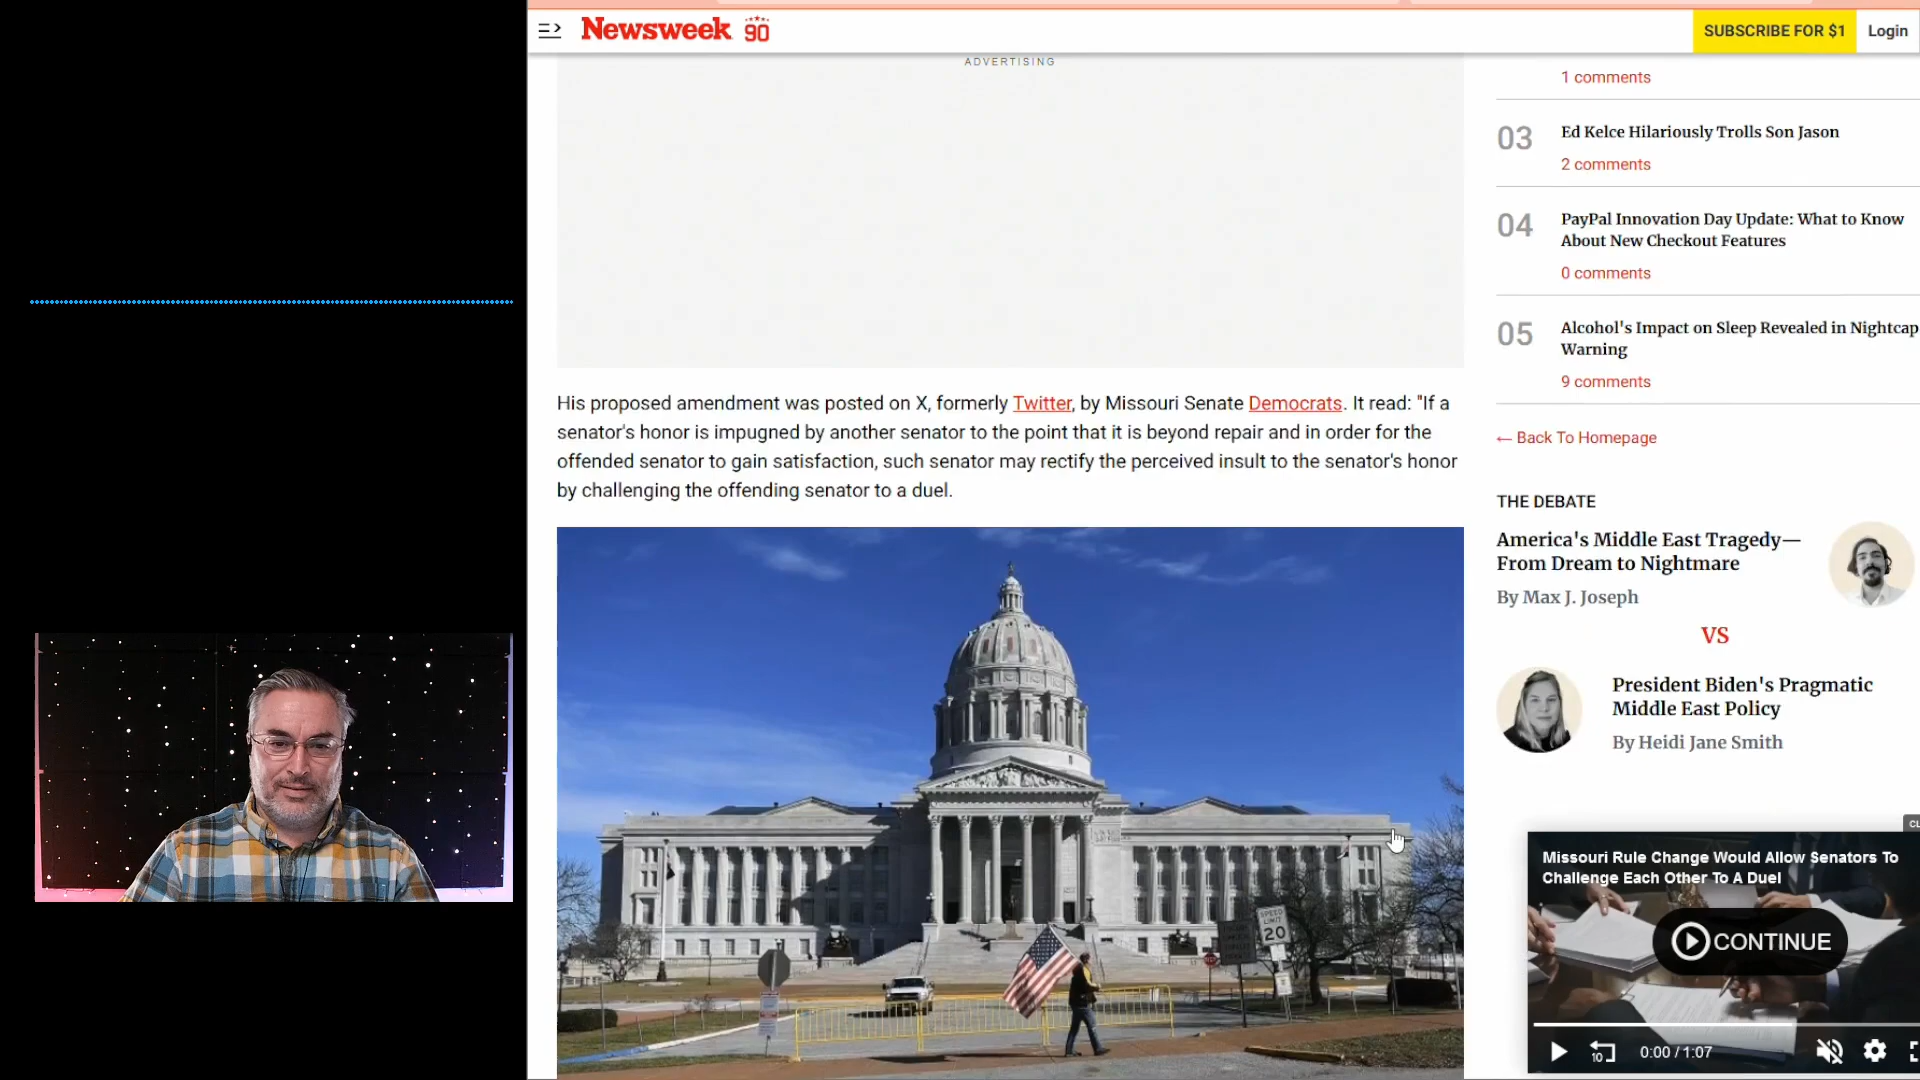 Newsweek 90
SUBSCRIBE FOR $1
Login
ADVERTISING
His proposed amendment was posted on X, formerly Twitter, by Missouri Senate Democrats. It read: "If a
senator's honor is impugned by another senator to the point that it is beyond repair and in order for the
offended senator to gain satisfaction, such senator may rectify the perceived insult to the senator's honor
by challenging the offending senator to a duel.
SPEED
LIMIT
20
1 comments
03
Ed Kelce Hilariously Trolls Son Jason
2 comments
04
PayPal Innovation Day Update: What to Know
About New Checkout Features
0 comments
05
Alcohol's Impact on Sleep Revealed in Nightcap
Warning
9 comments
← Back To Homepage
THE DEBATE
America's Middle East Tragedy—
From Dream to Nightmare
By Max J. Joseph
VS
President Biden's Pragmatic
Middle East Policy
By Heidi Jane Smith
Missouri Rule Change Would Allow Senators To
Challenge Each Other To A Duel
CONTINUE
10
0:00 / 1:07